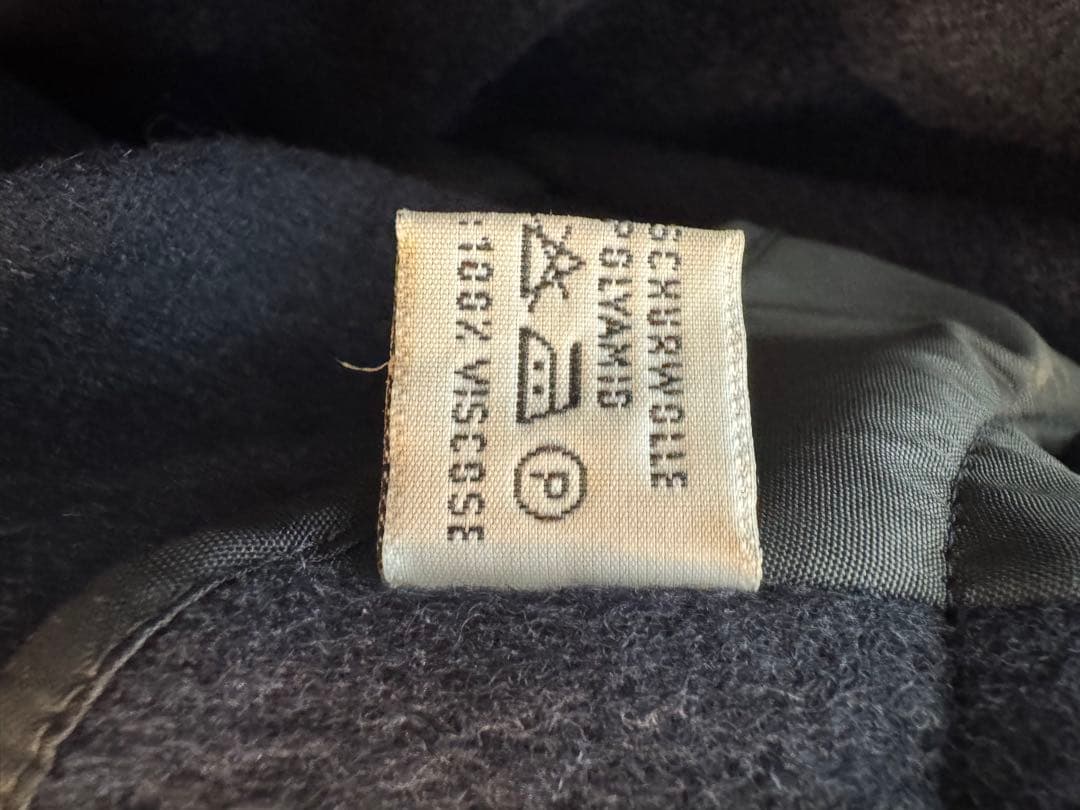 SCHURWOLLE
POLYAMID
P
:100% VISCOSE